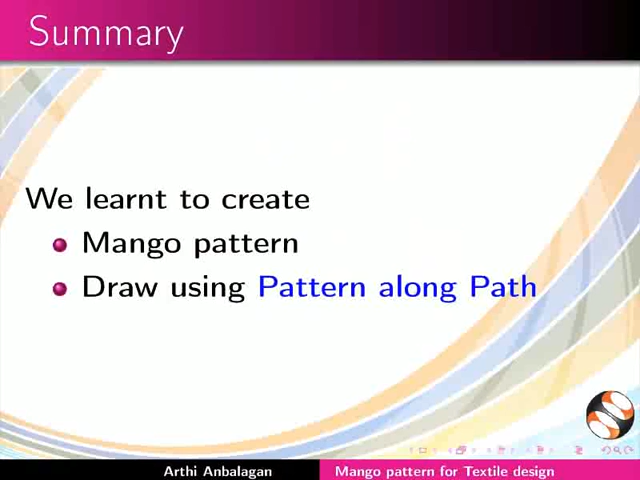 Summary
We learnt to create
Mango pattern
Draw using Pattern along Path
Arthi Anbalagan
Mango pattern for Textile design